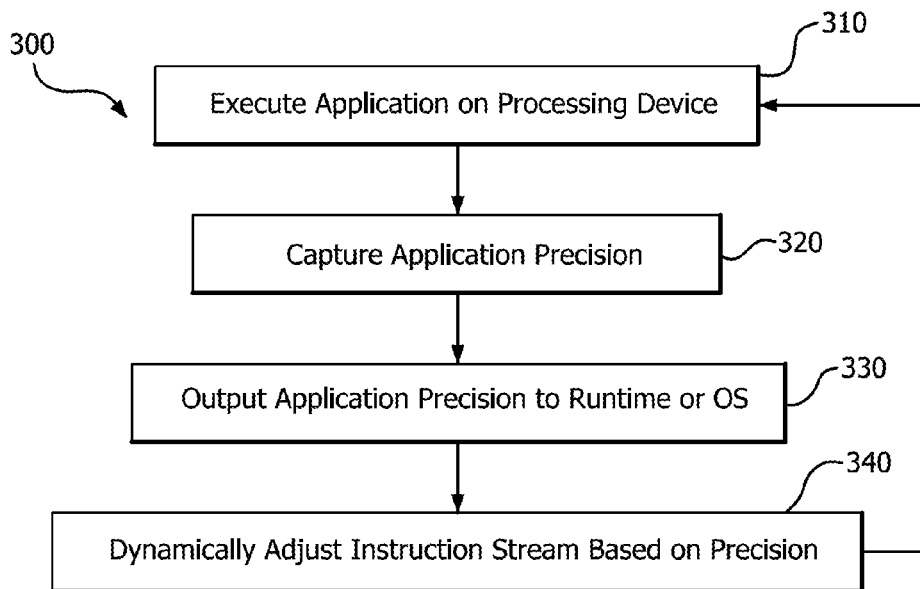 300
310
Execute Application on Processing Device
320
Capture Application Precision
330
Output Application Precision to Runtime or OS
340
Dynamically Adjust Instruction Stream Based on Precision